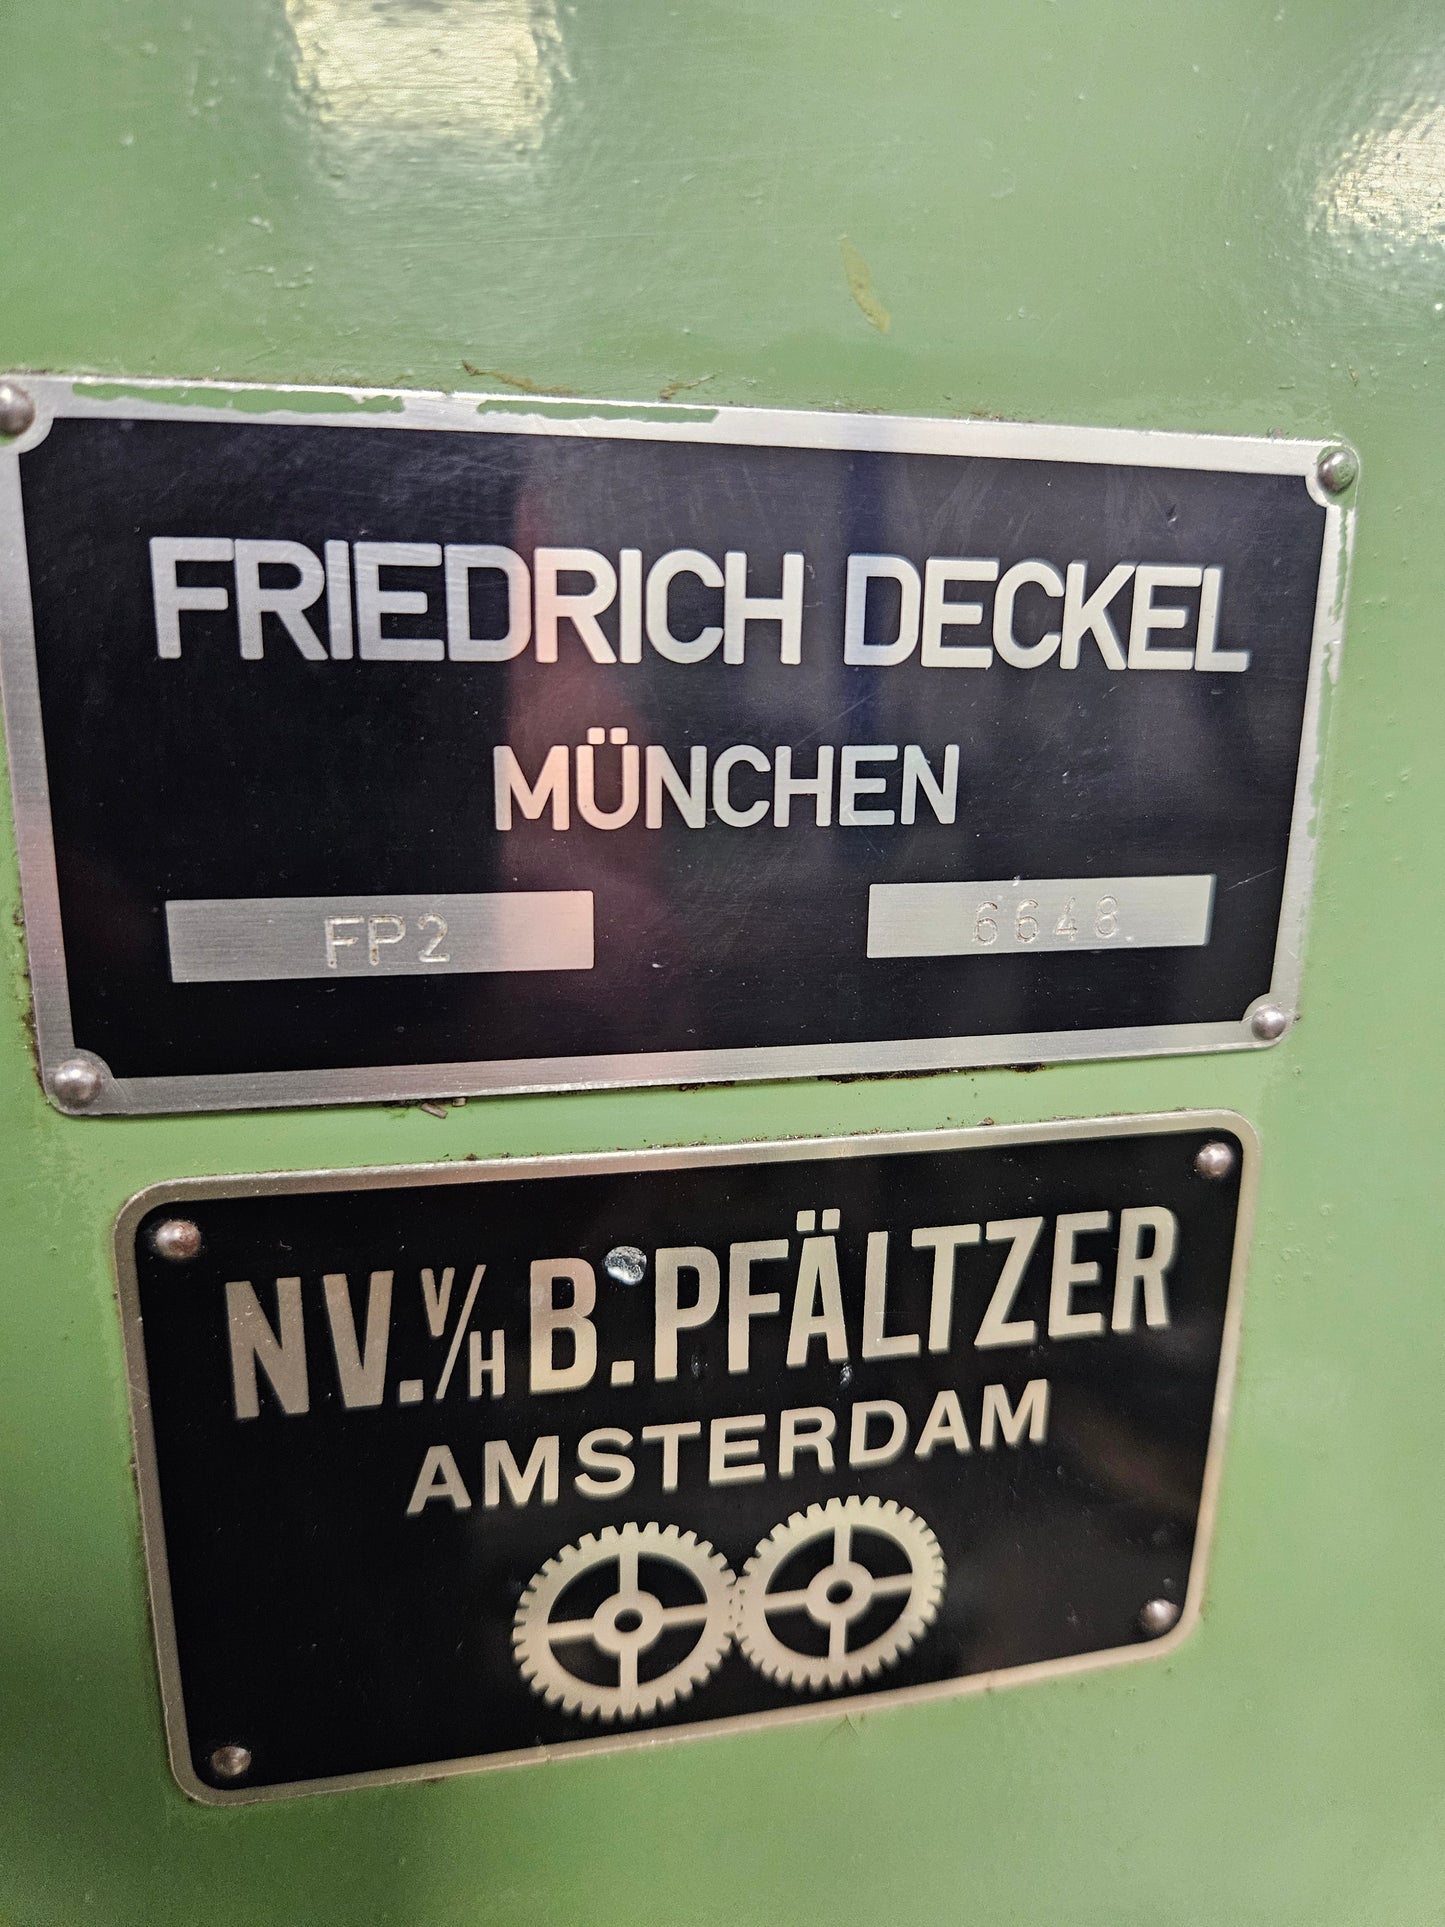 FRIEDRICH DECKEL
MÜNCHEN
FP2 6648
NV. V/H B. PFÄLTZER
AMSTERDAM